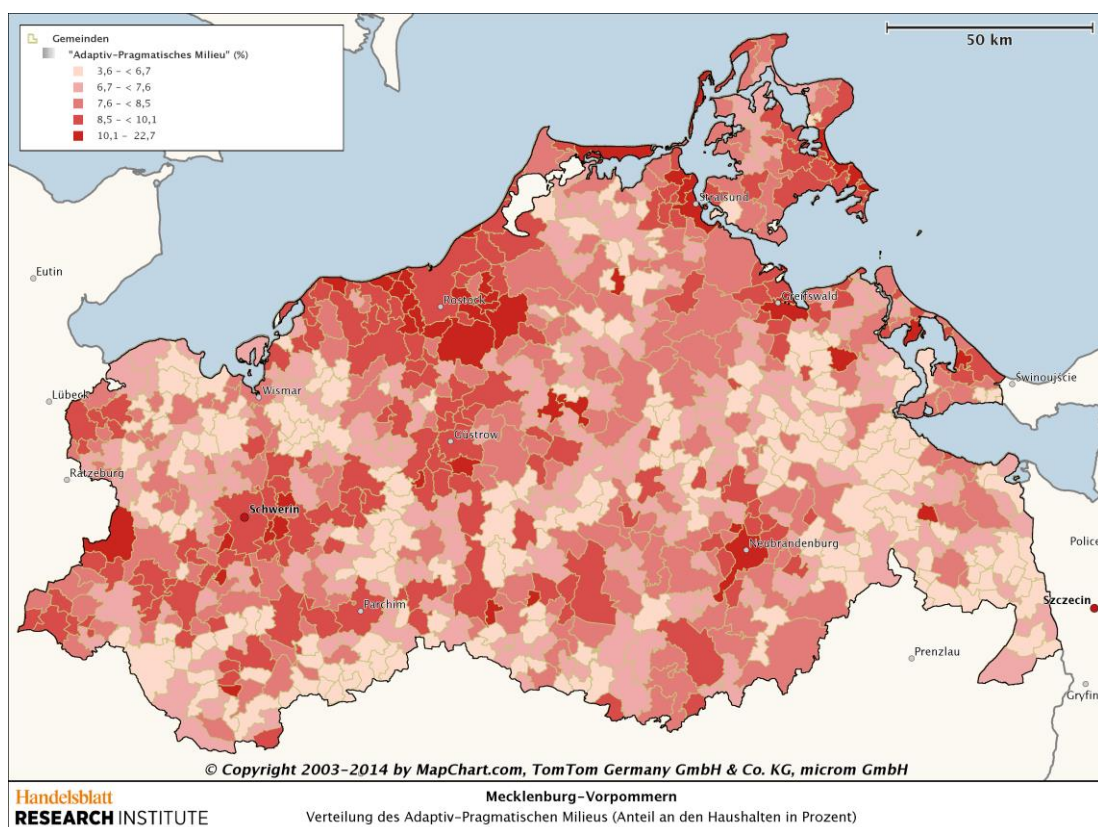 Gemeinden
"Adaptiv-Pragmatisches Milieu" (%)
3,6 - < 6,7
6,7 - < 7,6
7,6 - < 8,5
8,5 - < 10,1
10,1 - 22,7
50 km
Stralsund
Eutin
Rostock
Greifswald
Świnoujście
Lübeck
Wismar
Güstrow
Ratzeburg
Schwerin
Neubrandenburg
Police
Parchim
Szczecin
Prenzlau
Gryfin
© Copyright 2003-2014 by MapChart.com, TomTom Germany GmbH & Co. KG, microm GmbH
Handelsblatt
RESEARCH INSTITUTE
Mecklenburg-Vorpommern
Verteilung des Adaptiv-Pragmatischen Milieus (Anteil an den Haushalten in Prozent)